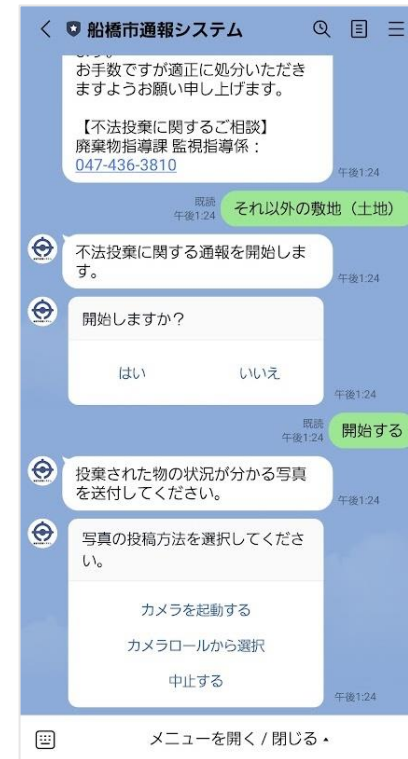 船橋市通報システム
お手数ですが適正に処分いただき
ますようお願い申し上げます。
【不法投棄に関するご相談】
廃棄物指導課 監視指導係：
047-436-3810
午後1:24
既読
午後1:24
それ以外の敷地（土地）
不法投棄に関する通報を開始しま
す。
午後1:24
開始しますか？
はい いいえ
午後1:24
既読
午後1:24
開始する
投棄された物の状況が分かる写真
を送付してください。
午後1:24
写真の投稿方法を選択してくださ
い。
カメラを起動する
カメラロールから選択
中止する
午後1:24
メニューを開く / 閉じる